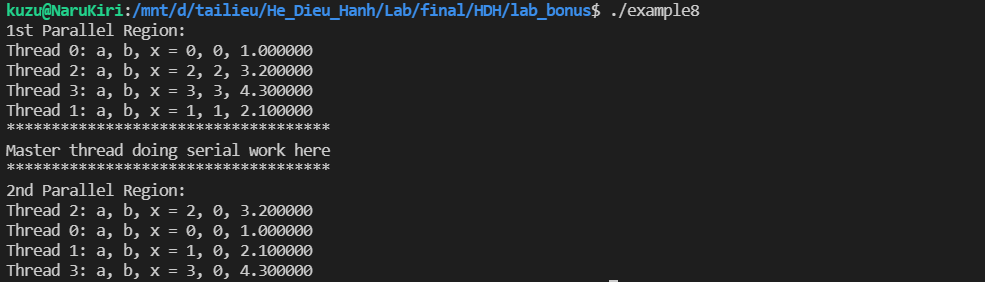 kuzu@NaruKiri:/mnt/d/tailieu/He_Dieu_Hanh/Lab/final/HDH/lab_bonus$ ./example8
1st Parallel Region:
Thread 0: a, b, x = 0, 0, 1.000000
Thread 2: a, b, x = 2, 2, 3.200000
Thread 3: a, b, x = 3, 3, 4.300000
Thread 1: a, b, x = 1, 1, 2.100000
************************************
Master thread doing serial work here
************************************
2nd Parallel Region:
Thread 2: a, b, x = 2, 0, 3.200000
Thread 0: a, b, x = 0, 0, 1.000000
Thread 1: a, b, x = 1, 0, 2.100000
Thread 3: a, b, x = 3, 0, 4.300000